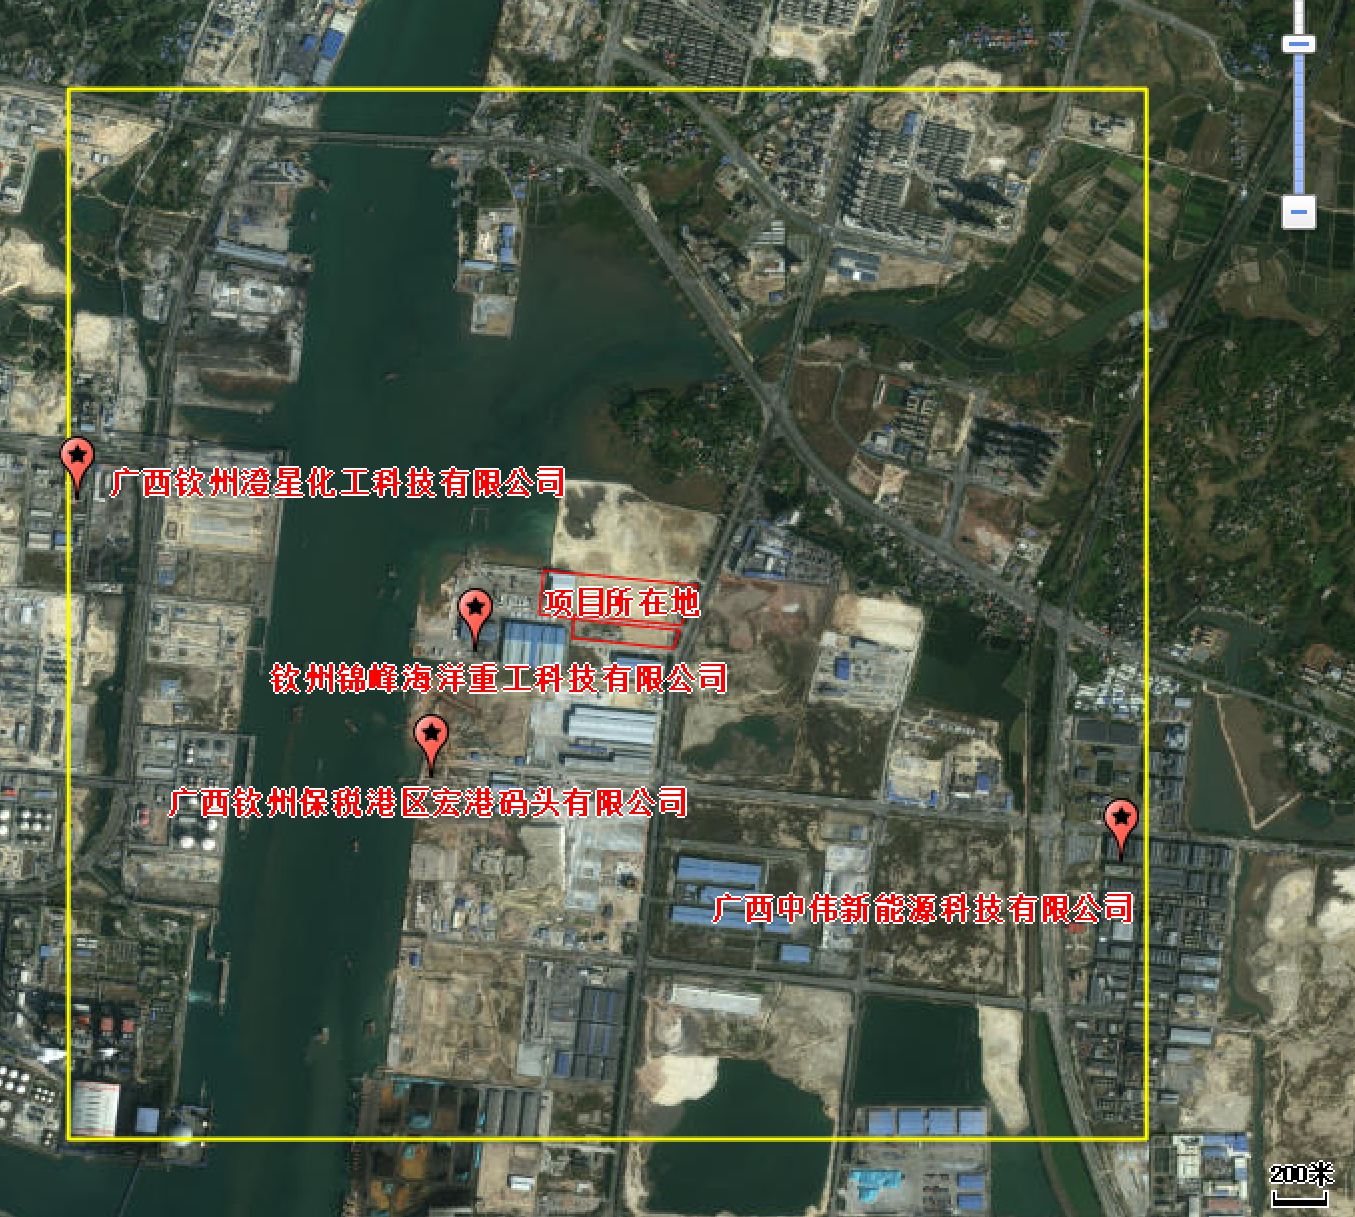 广西钦州澄星化工科技有限公司
项目所在地
钦州锦峰海洋重工科技有限公司
广西钦州保税港区宏港码头有限公司
广西中伟新能源科技有限公司
200米